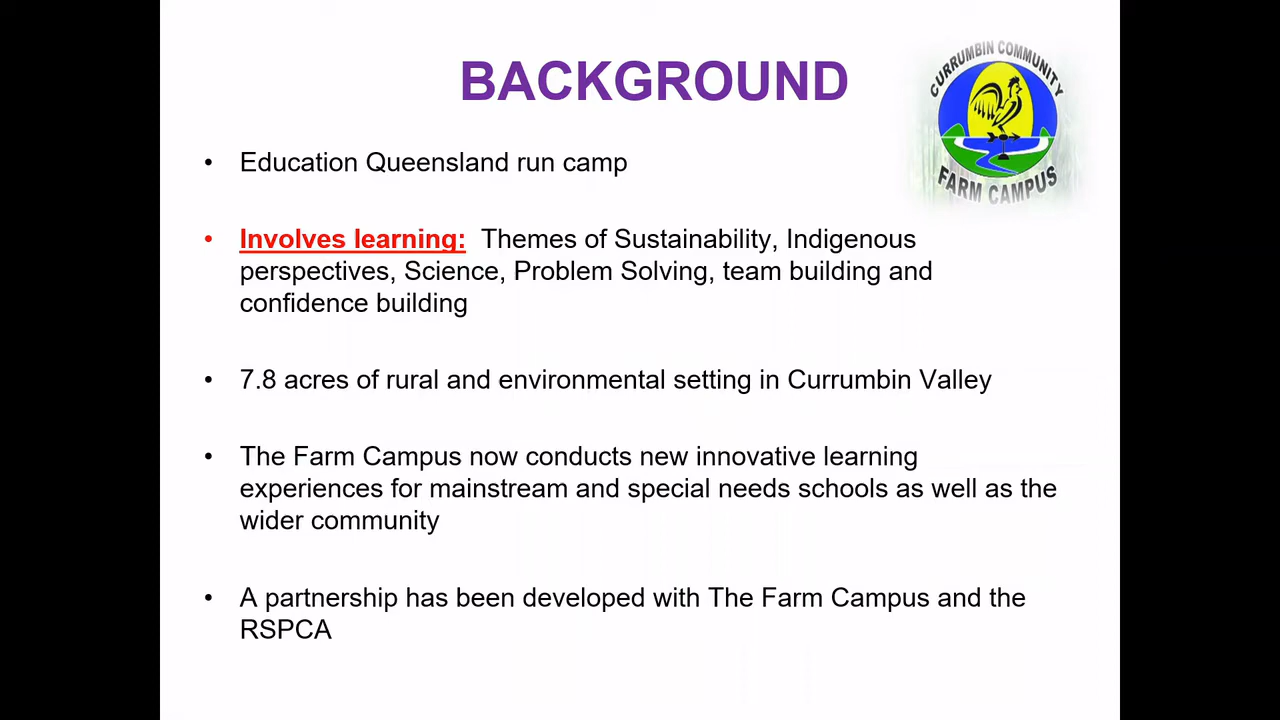 BACKGROUND
CURRUMBIN COMMUNITY
FARM CAMPUS
• Education Queensland run camp
• Involves learning: Themes of Sustainability, Indigenous
perspectives, Science, Problem Solving, team building and
confidence building
• 7.8 acres of rural and environmental setting in Currumbin Valley
• The Farm Campus now conducts new innovative learning
experiences for mainstream and special needs schools as well as the
wider community
• A partnership has been developed with The Farm Campus and the
RSPCA